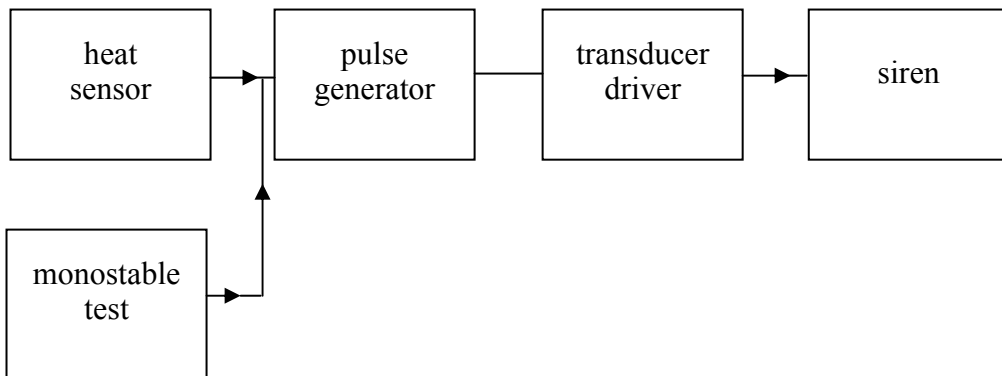 heat
sensor
pulse
generator
transducer
driver
siren
monostable
test